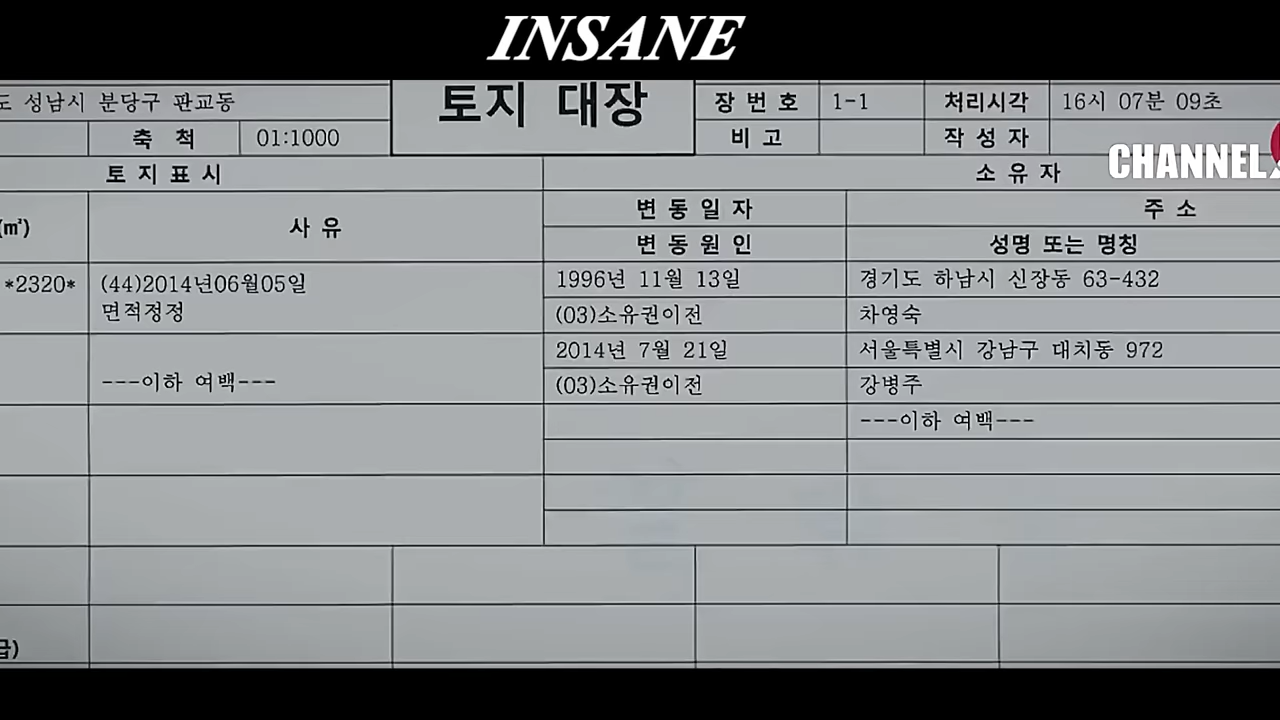 INSANE
도 성남시 분당구 판교동
토지 대장
장 번 호 1-1 처리시각 16시 07분 09초
축 척 01:1000
비 고 작 성 자
CHANNEL
토 지 표 시 소 유 자
(㎡) 사 유 변 동 일 자 주 소
변 동 원 인 성명 또는 명칭
*2320* (44)2014년06월05일 1996년 11월 13일 경기도 하남시 신장동 63-432
면적정정 (03)소유권이전 차영숙
2014년 7월 21일 서울특별시 강남구 대치동 972
---이하 여백--- (03)소유권이전 강병주
---이하 여백---
급)